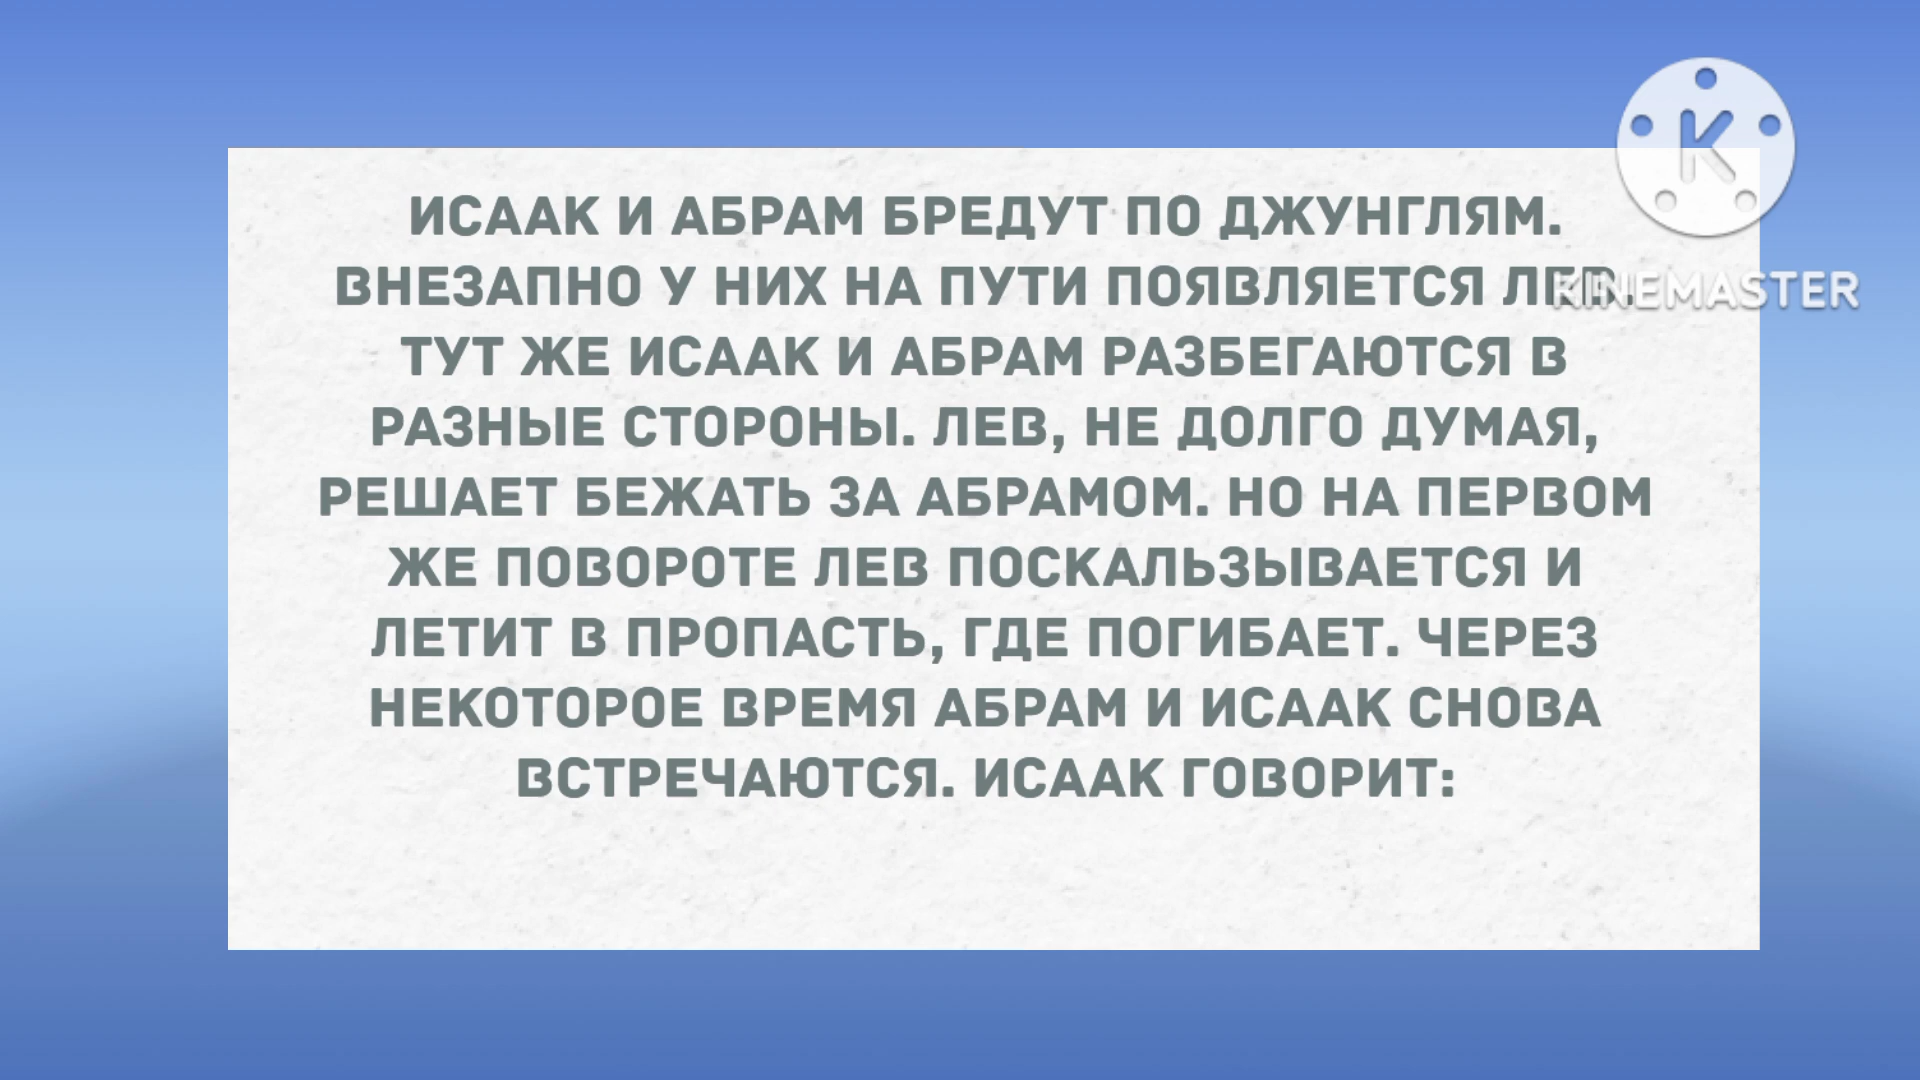 ИСААК И АБРАМ БРЕДУТ ПО ДЖУНГЛЯМ.
ВНЕЗАПНО У НИХ НА ПУТИ ПОЯВЛЯЕТСЯ ЛЕВ.
ТУТ ЖЕ ИСААК И АБРАМ РАЗБЕГАЮТСЯ В
РАЗНЫЕ СТОРОНЫ. ЛЕВ, НЕ ДОЛГО ДУМАЯ,
РЕШАЕТ БЕЖАТЬ ЗА АБРАМОМ. НО НА ПЕРВОМ
ЖЕ ПОВОРОТЕ ЛЕВ ПОСКАЛЬЗЫВАЕТСЯ И
ЛЕТИТ В ПРОПАСТЬ, ГДЕ ПОГИБАЕТ. ЧЕРЕЗ
НЕКОТОРОЕ ВРЕМЯ АБРАМ И ИСААК СНОВА
ВСТРЕЧАЮТСЯ. ИСААК ГОВОРИТ:
K
KINEMASTER